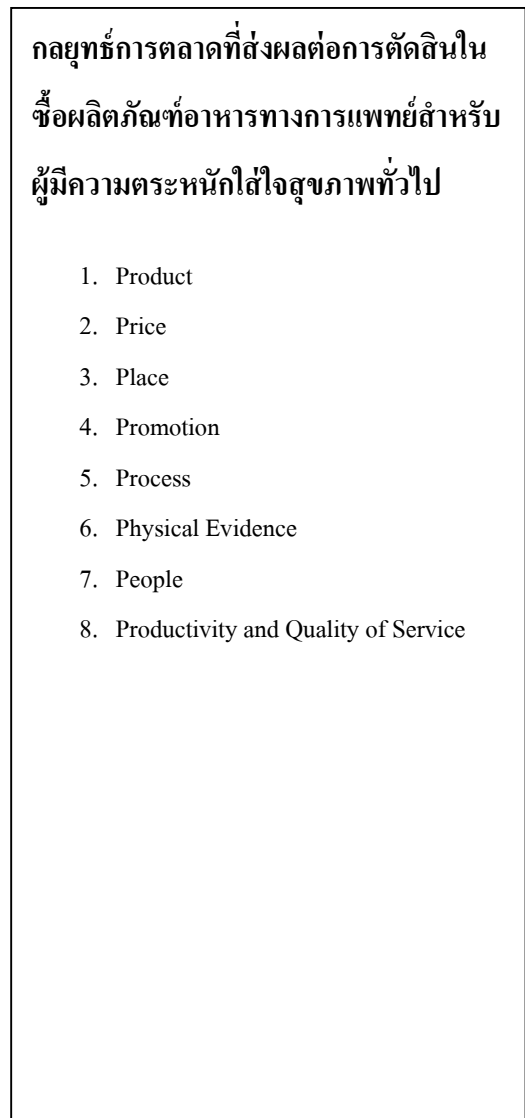 กลยุทธ์การตลาดที่ส่งผลต่อการตัดสินใน
ซื้อผลิตภัณฑ์อาหารทางการแพทย์สำหรับ
ผู้มีความตระหนักใส่ใจสุขภาพทั่วไป
1. Product
2. Price
3. Place
4. Promotion
5. Process
6. Physical Evidence
7. People
8. Productivity and Quality of Service